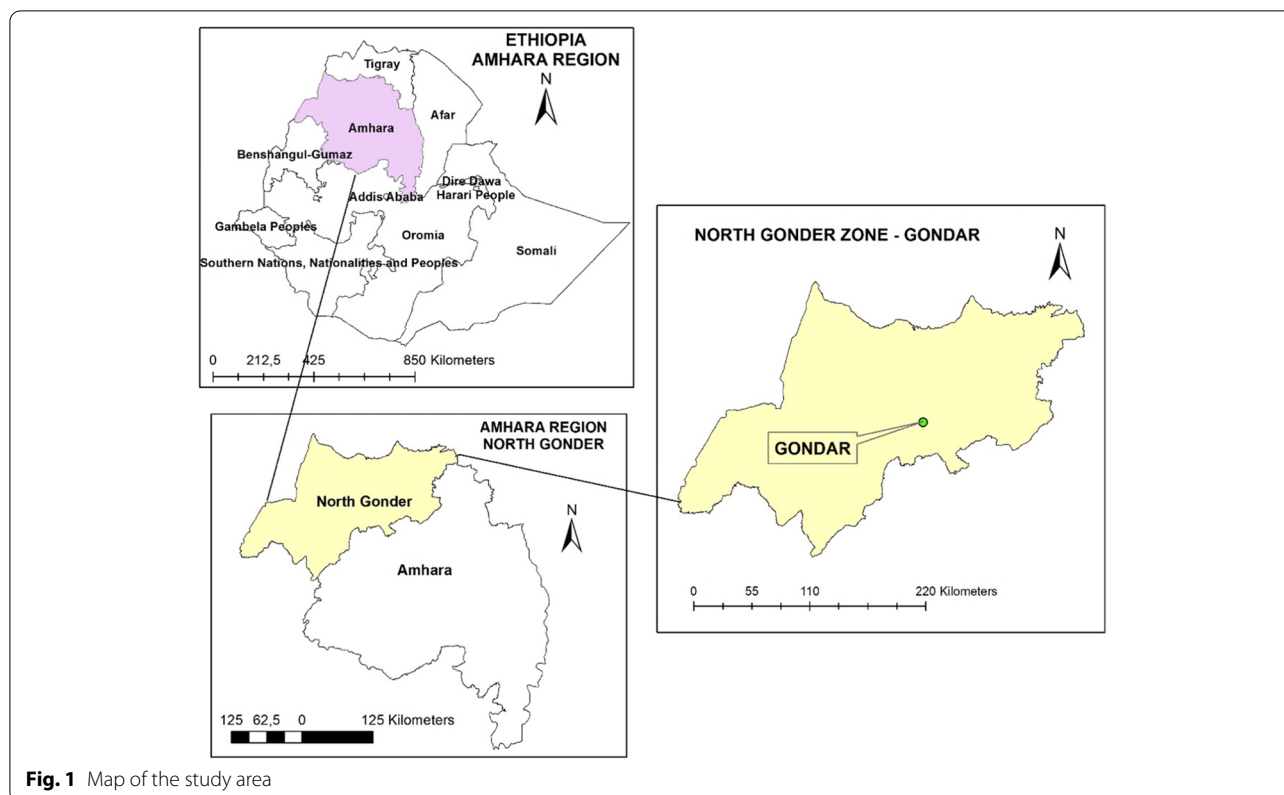 ETHIOPIA
AMHARA REGION
N
Tigray
Afar
Amhara
Benshangul-Gumaz
Dire Dawa
Harari People
Addis Ababa
Gambela Peoples
Oromia
Somali
Southern Nations, Nationalities and Peoples
0 212,5 425 850 Kilometers
AMHARA REGION
NORTH GONDER
North Gonder
N
Amhara
125 62,5 0 125 Kilometers
NORTH GONDER ZONE - GONDAR
N
GONDAR
0 55 110 220 Kilometers
Fig. 1 Map of the study area